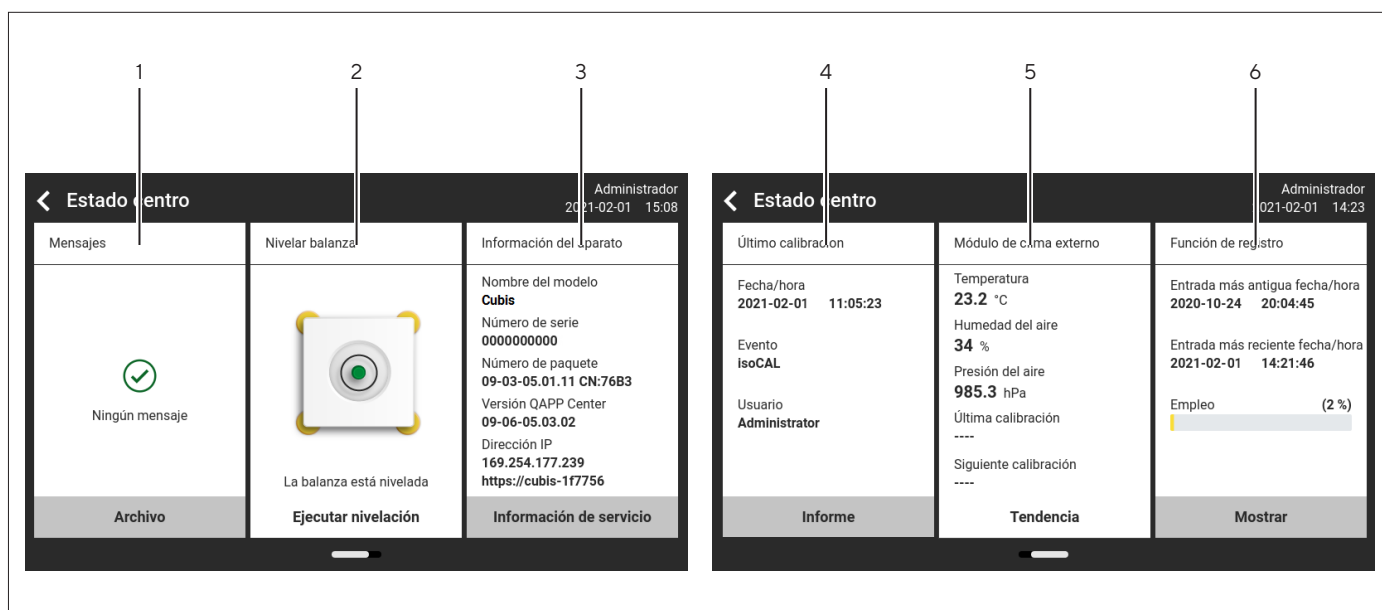 1
2
3
4
5
6
Estado centro
Administrador
2021-02-01 15:08
Mensajes
Ningún mensaje
Archivo
Nivelar balanza
La balanza está nivelada
Ejecutar nivelación
Información del aparato
Nombre del modelo
Cubis
Número de serie
0000000000
Número de paquete
09-03-05.01.11 CN:76B3
Versión QAPP Center
09-06-05.03.02
Dirección IP
169.254.177.239
https://cubis-1f7756
Información de servicio
Estado centro
Administrador
2021-02-01 14:23
Último calibracion
Fecha/hora
2021-02-01 11:05:23
Evento
isoCAL
Usuario
Administrator
Informe
Módulo de clima externo
Temperatura
23.2 °C
Humedad del aire
34 %
Presión del aire
985.3 hPa
Última calibración
----
Siguiente calibración
----
Tendencia
Función de registro
Entrada más antigua fecha/hora
2020-10-24 20:04:45
Entrada más reciente fecha/hora
2021-02-01 14:21:46
Empleo (2 %)
Mostrar